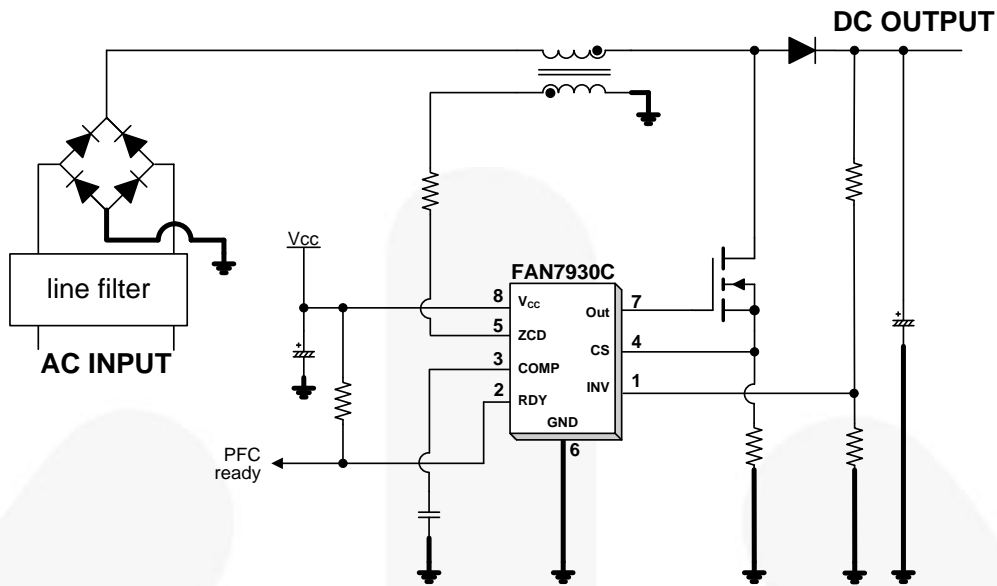 DC OUTPUT
Vcc
FAN7930C
line filter
8
VCC
Out
7
5
ZCD
AC INPUT
CS
4
3
COMP
2
RDY
INV
1
GND
6
PFC
ready
+
+